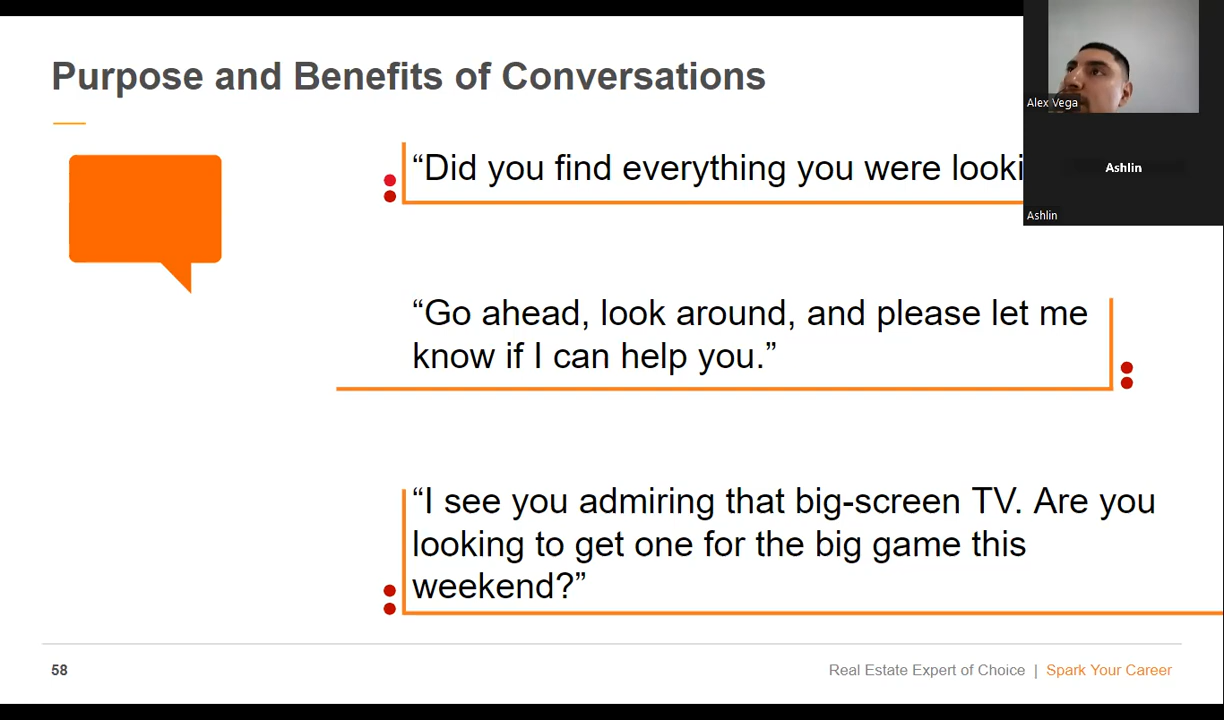 Purpose and Benefits of Conversations
Alex Vega
“Did you find everything you were looki
Ashlin
Ashlin
“Go ahead, look around, and please let me
know if I can help you.”
“I see you admiring that big-screen TV. Are you
looking to get one for the big game this
weekend?”
58
Real Estate Expert of Choice | Spark Your Career